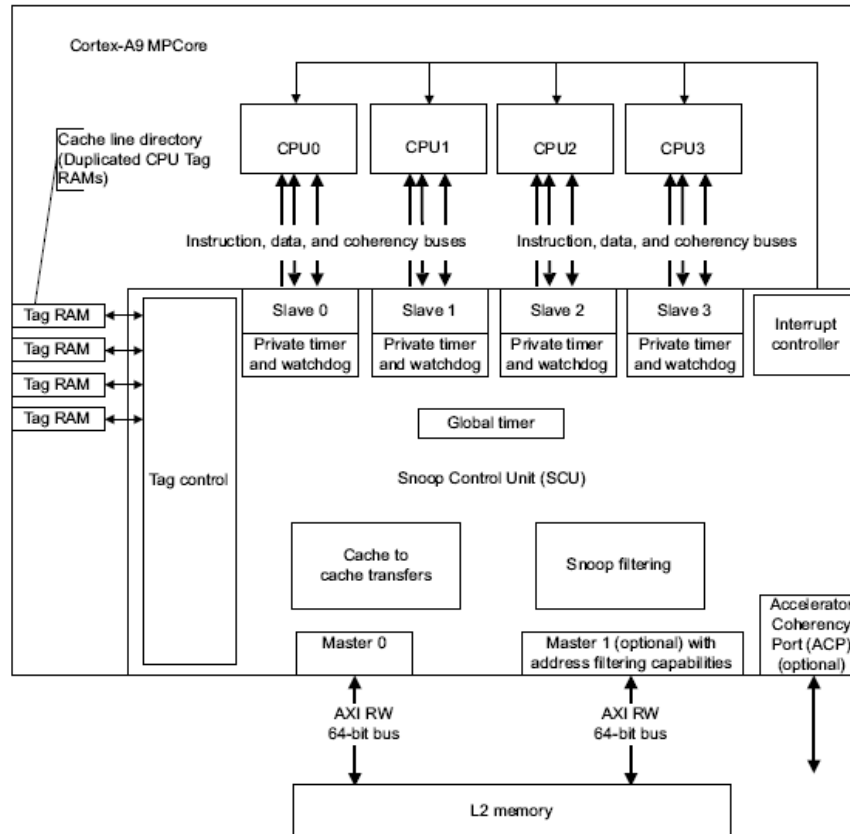 Cortex-A9 MPCore
Cache line directory
(Duplicated CPU Tag
RAMs)
CPU0
CPU1
CPU2
CPU3
Instruction, data, and coherency buses
Instruction, data, and coherency buses
Tag RAM
Tag RAM
Tag RAM
Tag RAM
Tag control
Slave 0
Private timer
and watchdog
Slave 1
Private timer
and watchdog
Slave 2
Private timer
and watchdog
Slave 3
Private timer
and watchdog
Interrupt
controller
Global timer
Snoop Control Unit (SCU)
Cache to
cache transfers
Snoop filtering
Master 0
Master 1 (optional) with
address filtering capabilities
Accelerator
Coherency
Port (ACP)
(optional)
AXI RW
64-bit bus
AXI RW
64-bit bus
L2 memory